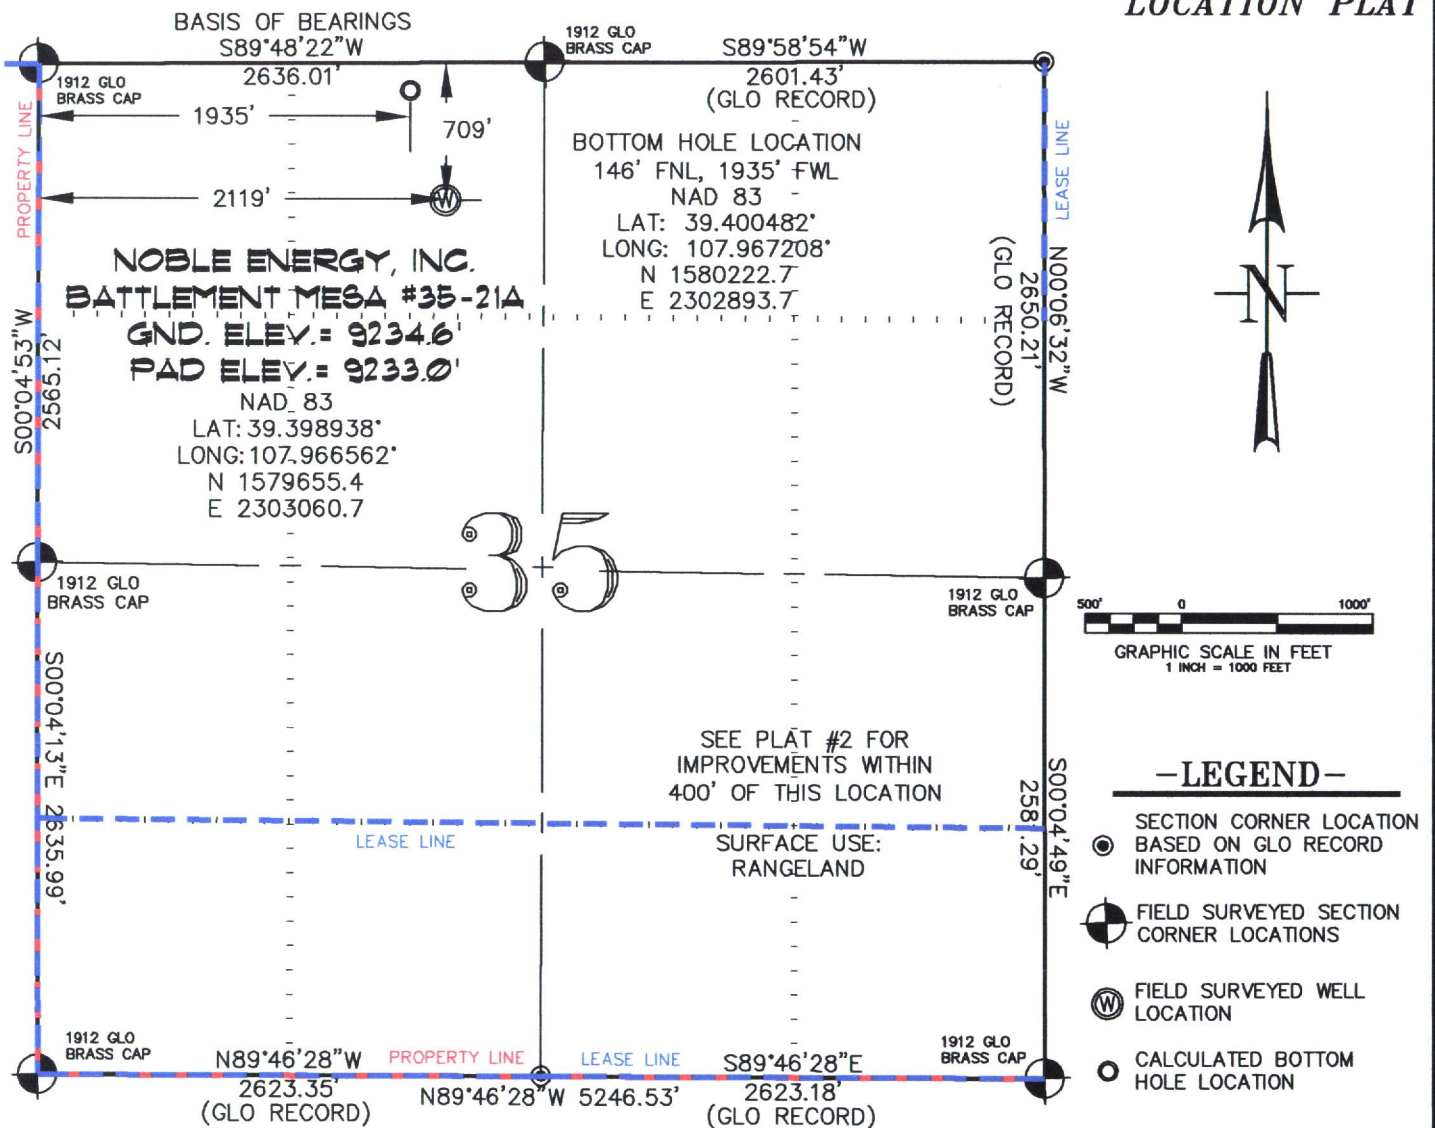 LOCATION PLAT
BASIS OF BEARINGS
S89°48'22"W
2636.01'
1912 GLO
BRASS CAP
S89°58'54"W
2601.43'
(GLO RECORD)
1912 GLO
BRASS CAP
1935'
709'
2119'
PROPERTY LINE
BOTTOM HOLE LOCATION
146' FNL, 1935' FWL
NAD 83
LAT: 39.400482°
LONG: 107.967208°
N 1580222.7
E 2302893.7
LEASE LINE
N00°06'32"W
2650.21'
(GLO RECORD)
W
N
NOBLE ENERGY, INC.
BATTLEMENT MESA #35-21A
GND. ELEV.= 9234.6'
PAD ELEV.= 9233.0'
NAD 83
LAT: 39.398938°
LONG: 107.966562°
N 1579655.4
E 2303060.7
S00°04'53"W
2565.12'
35
1912 GLO
BRASS CAP
1912 GLO
BRASS CAP
500' 0 1000'
GRAPHIC SCALE IN FEET
1 INCH = 1000 FEET
S00°04'13"E 2635.99'
SEE PLAT #2 FOR
IMPROVEMENTS WITHIN
400' OF THIS LOCATION
LEASE LINE
SURFACE USE:
RANGELAND
S00°04'49"E
-LEGEND-
SECTION CORNER LOCATION
BASED ON GLO RECORD
INFORMATION
FIELD SURVEYED SECTION
CORNER LOCATIONS
W
FIELD SURVEYED WELL
LOCATION
CALCULATED BOTTOM
HOLE LOCATION
1912 GLO
BRASS CAP
N89°46'28"W
2623.35'
(GLO RECORD)
PROPERTY LINE
N89°46'28"W 5246.53'
LEASE LINE
S89°46'28"E
2623.18'
(GLO RECORD)
1912 GLO
BRASS CAP